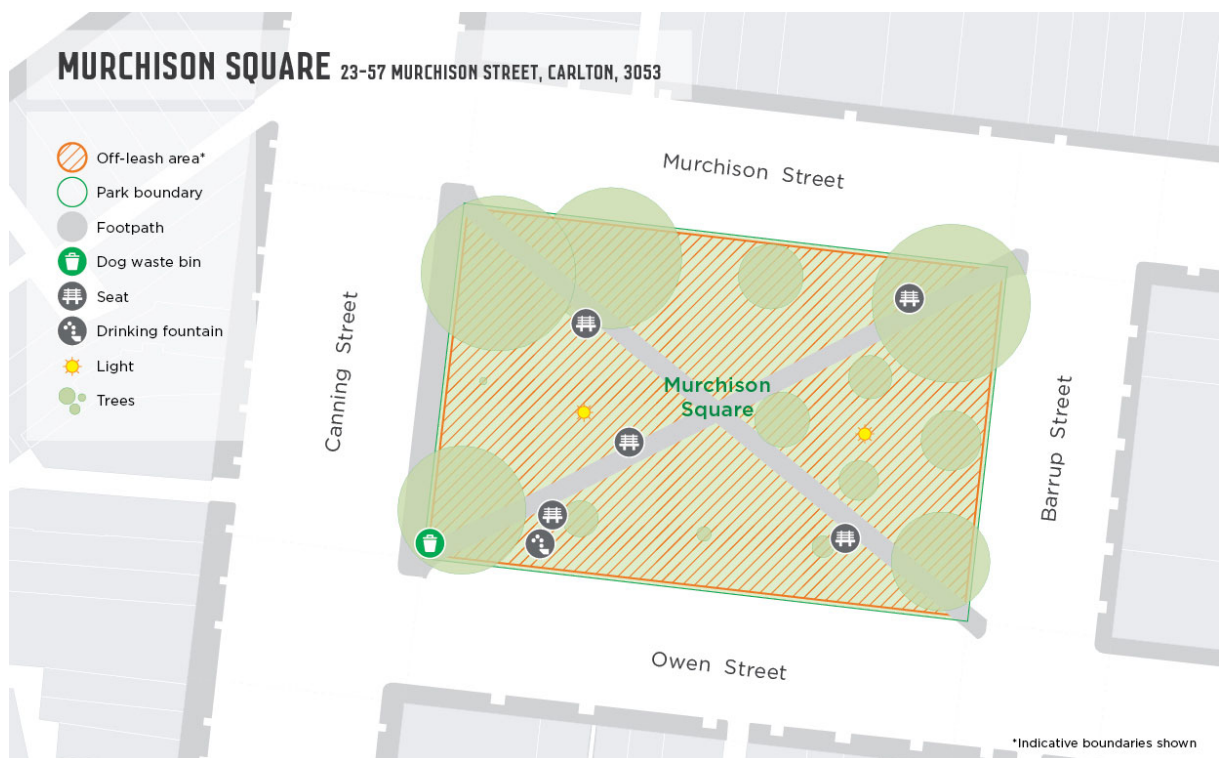 MURCHISON SQUARE 23-57 MURCHISON STREET, CARLTON, 3053
Off-leash area*
Park boundary
Footpath
Dog waste bin
Seat
Drinking fountain
Light
Trees
Murchison Street
Canning Street
Murchison
Square
Barrup Street
Owen Street
*Indicative boundaries shown